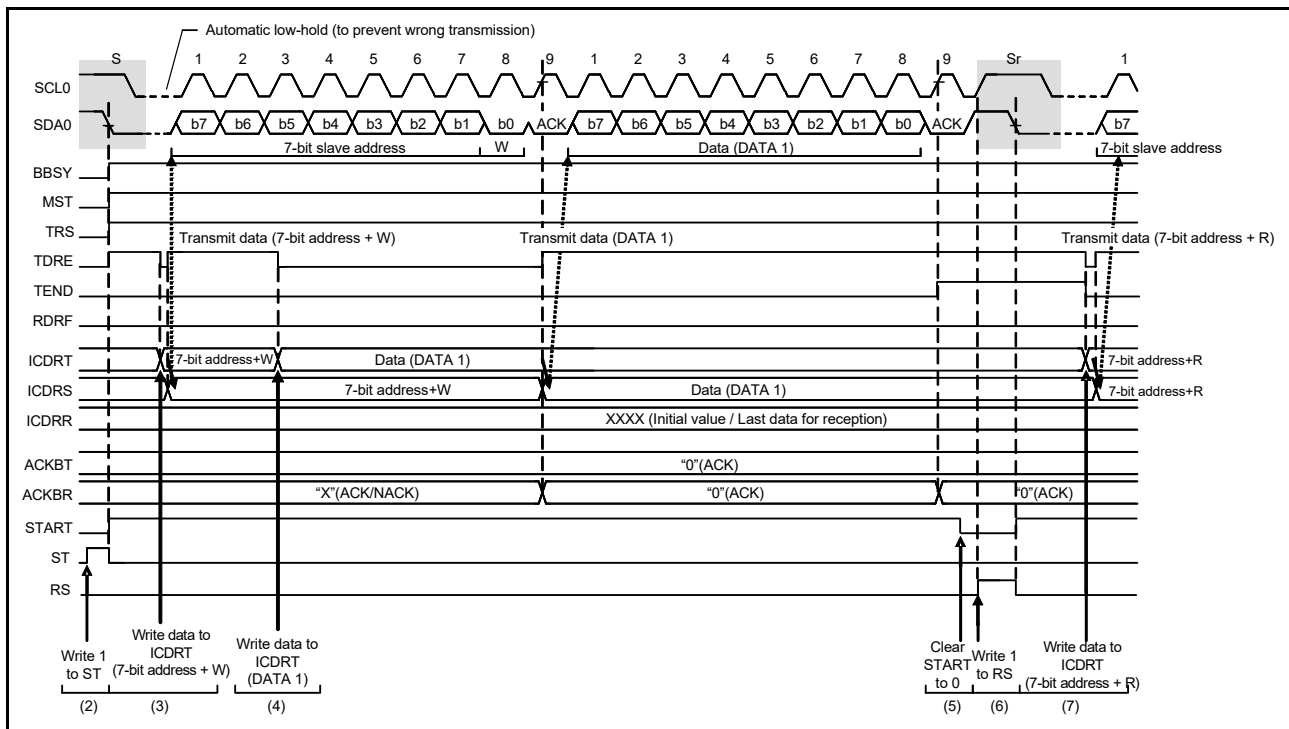 Automatic low-hold (to prevent wrong transmission)
S 1 2 3 4 5 6 7 8 9 1 2 3 4 5 6 7 8 9 Sr 1
SCL0
SDA0 b7 b6 b5 b4 b3 b2 b1 b0 ACK b7 b6 b5 b4 b3 b2 b1 b0 ACK b7
7-bit slave address W Data (DATA 1) 7-bit slave address
BBSY
MST
TRS
Transmit data (7-bit address + W) Transmit data (DATA 1) Transmit data (7-bit address + R)
TDRE
TEND
RDRF
ICDRT 7-bit address+W Data (DATA 1) 7-bit address+R
ICDRS 7-bit address+W Data (DATA 1) 7-bit address+R
ICDRR XXXX (Initial value / Last data for reception)
ACKBT "0"(ACK)
ACKBR "X"(ACK/NACK) "0"(ACK) "0"(ACK)
START
ST
RS
Write 1
to ST
Write data to
ICDRT
(7-bit address + W)
Write data to
ICDRT
(DATA 1)
Clear
START
to 0
Write 1
to RS
Write data to
ICDRT
(7-bit address + R)
(2) (3) (4) (5) (6) (7)